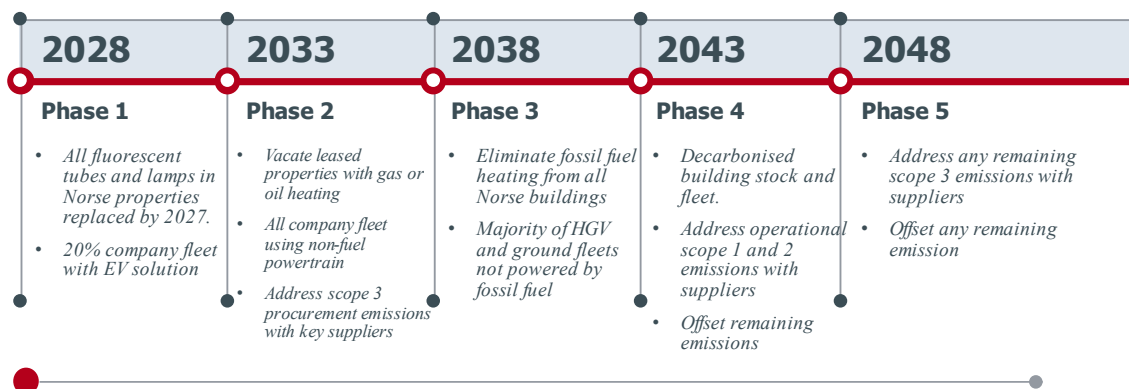 2028
2033
2038
2043
2048
Phase 1
• All fluorescent
tubes and lamps in
Norse properties
replaced by 2027.
• 20% company fleet
with EV solution
Phase 2
• Vacate leased
properties with gas or
oil heating
• All company fleet
using non-fuel
powertrain
• Address scope 3
procurement emissions
with key suppliers
Phase 3
• Eliminate fossil fuel
heating from all
Norse buildings
• Majority of HGV
and ground fleets
not powered by
fossil fuel
Phase 4
• Decarbonised
building stock and
fleet.
• Address operational
scope 1 and 2
emissions with
suppliers
• Offset remaining
emissions
Phase 5
• Address any remaining
scope 3 emissions with
suppliers
• Offset any remaining
emission